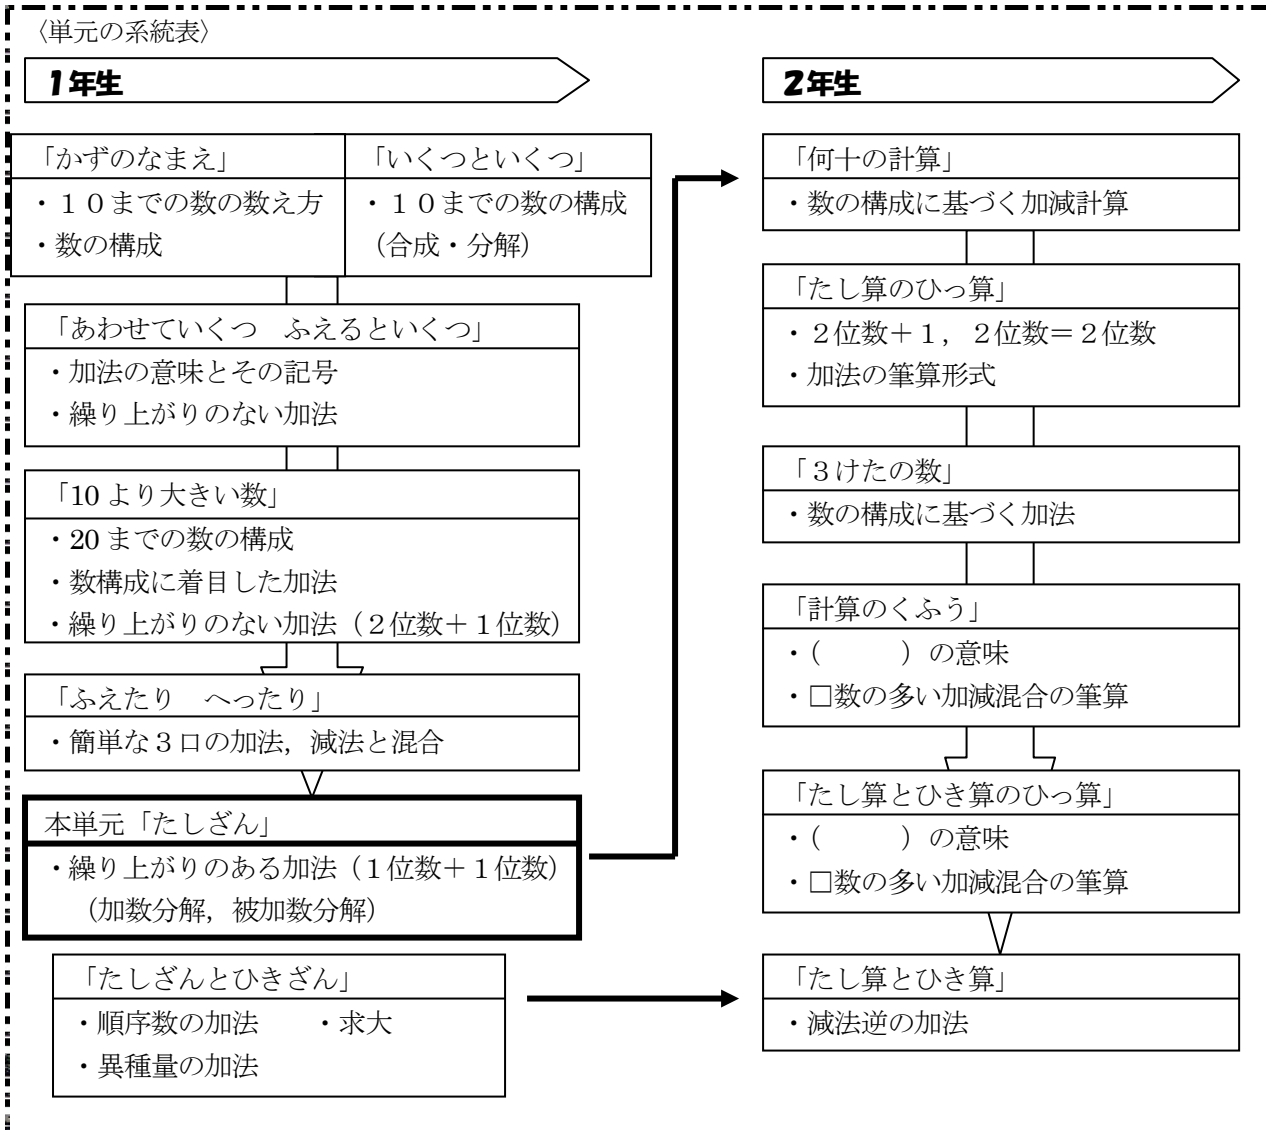 〈単元の系統表〉
1年生
「かずのなまえ」
・１０までの数の数え方
・数の構成
「いくつといくつ」
・１０までの数の構成
（合成・分解）
「あわせていくつ　ふえるといくつ」
・加法の意味とその記号
・繰り上がりのない加法
「10より大きい数」
・20までの数の構成
・数構成に着目した加法
・繰り上がりのない加法（２位数＋１位数）
「ふえたり　へったり」
・簡単な３口の加法，減法と混合
本単元「たしざん」
・繰り上がりのある加法（１位数＋１位数）
（加数分解，被加数分解）
「たしざんとひきざん」
・順序数の加法　　・求大
・異種量の加法
2年生
「何十の計算」
・数の構成に基づく加減計算
「たし算のひっ算」
・２位数＋１，２位数＝２位数
・加法の筆算形式
「３けたの数」
・数の構成に基づく加法
「計算のくふう」
・（　　　）の意味
・□数の多い加減混合の筆算
「たし算とひき算のひっ算」
・（　　　）の意味
・□数の多い加減混合の筆算
「たし算とひき算」
・減法逆の加法